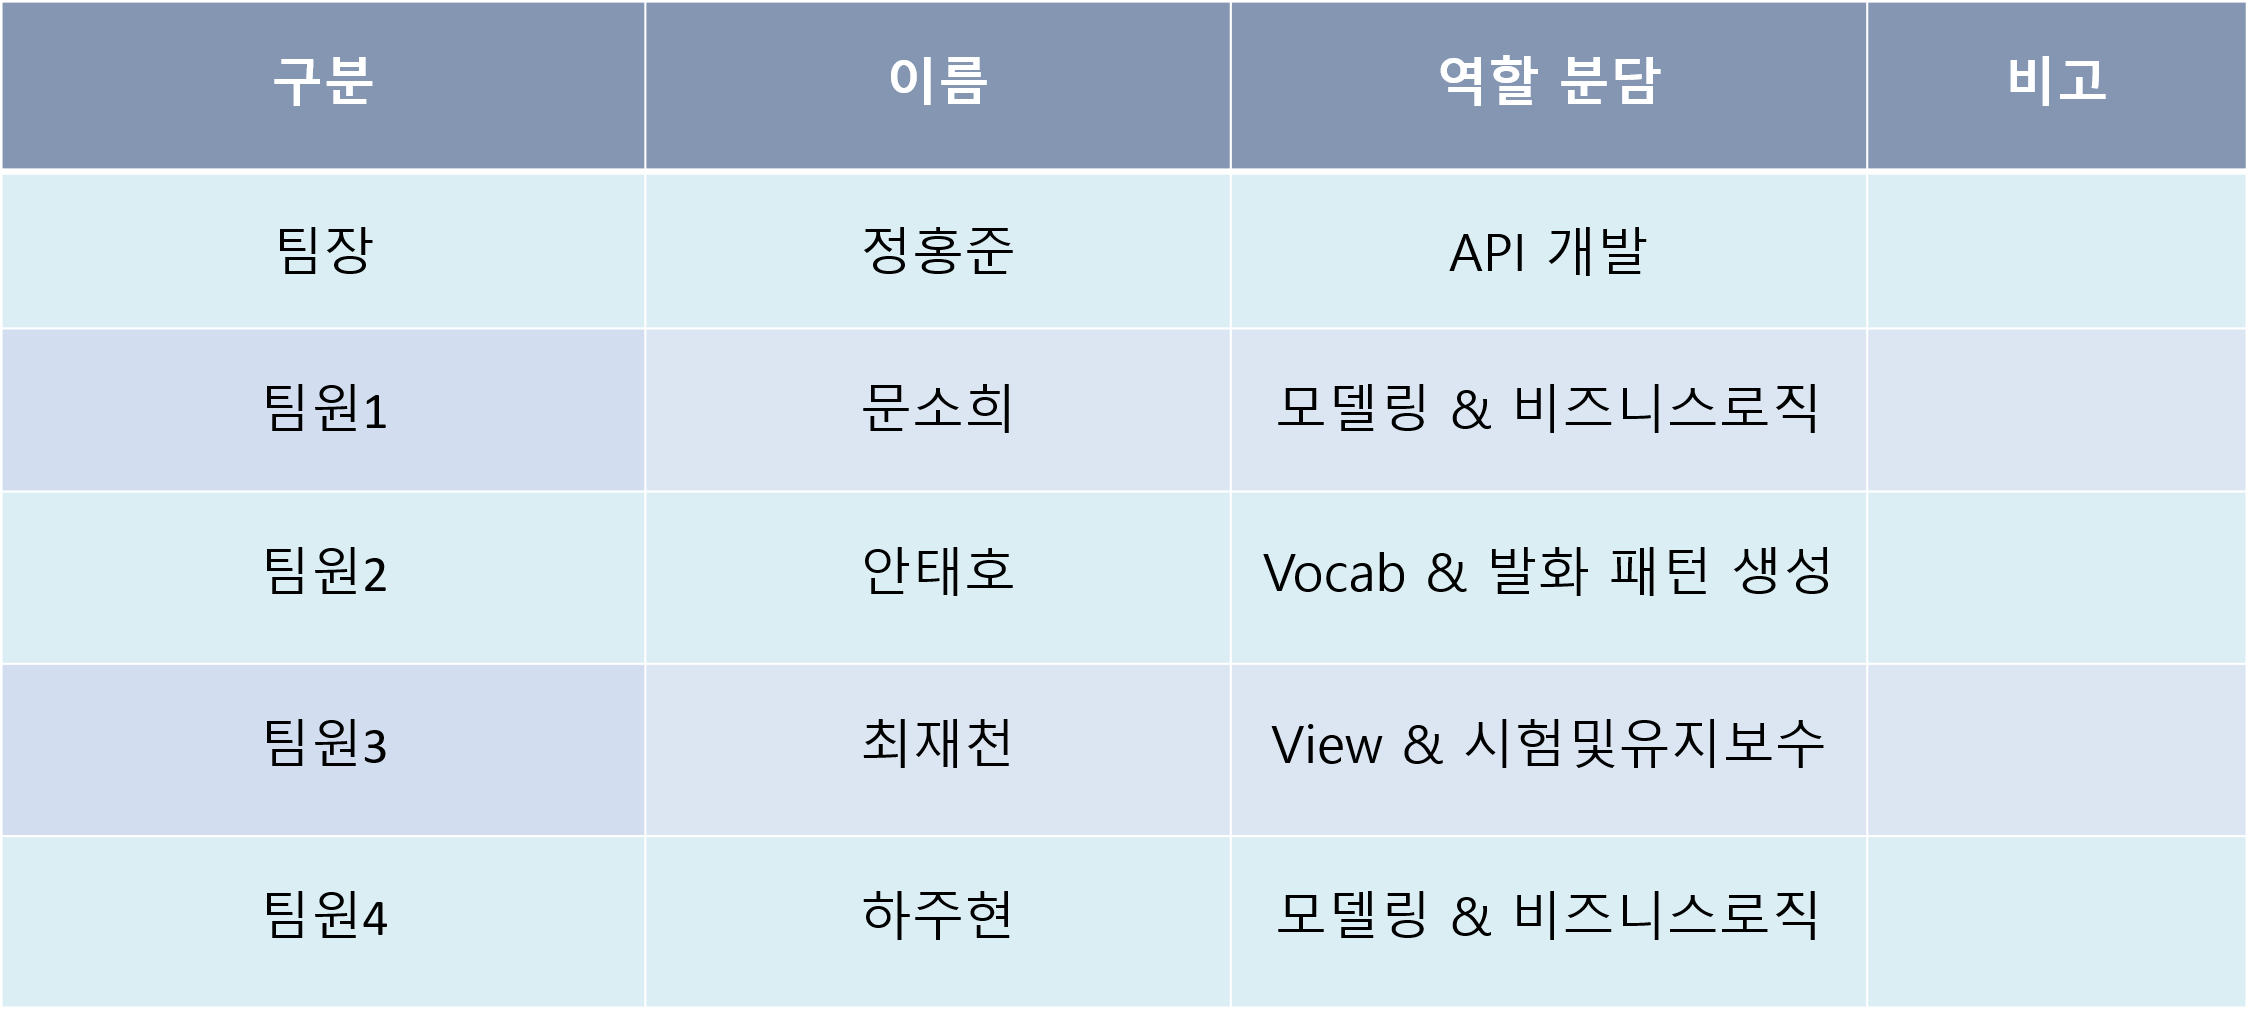 구분 이름 역할 분담 비고
팀장 정홍준 API 개발
팀원1 문소희 모델링 & 비즈니스로직
팀원2 안태호 Vocab & 발화 패턴 생성
팀원3 최재천 View & 시험및유지보수
팀원4 하주현 모델링 & 비즈니스로직